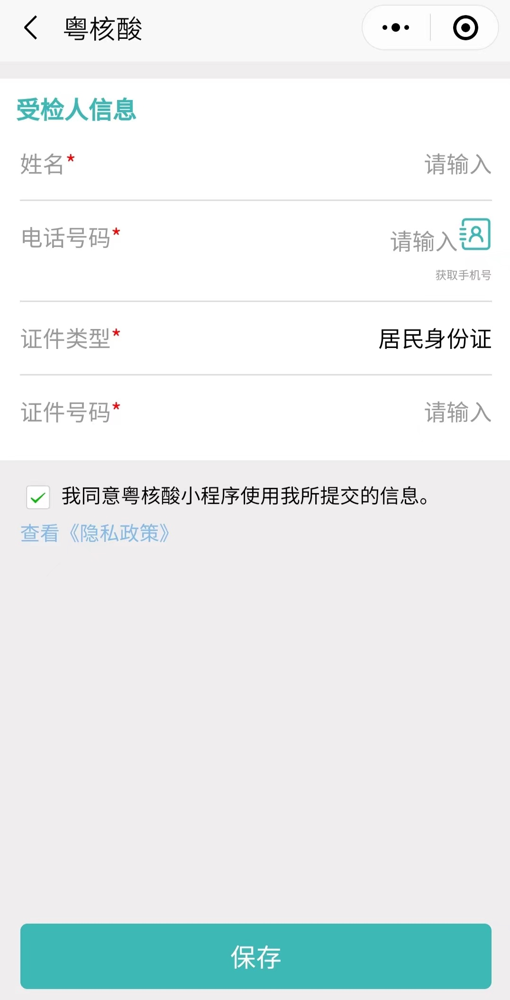 粤核酸
受检人信息
姓名* 请输入
电话号码* 请输入
获取手机号
证件类型* 居民身份证
证件号码* 请输入
我同意粤核酸小程序使用我所提交的信息。
查看《隐私政策》
保存